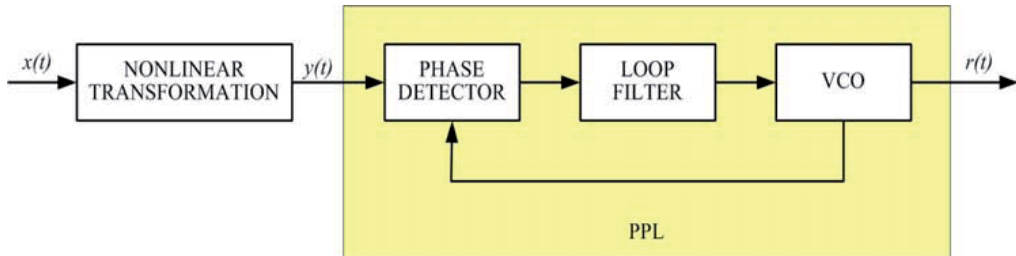 x(t)
NONLINEAR
TRANSFORMATION
y(t)
PHASE
DETECTOR
LOOP
FILTER
VCO
r(t)
PPL